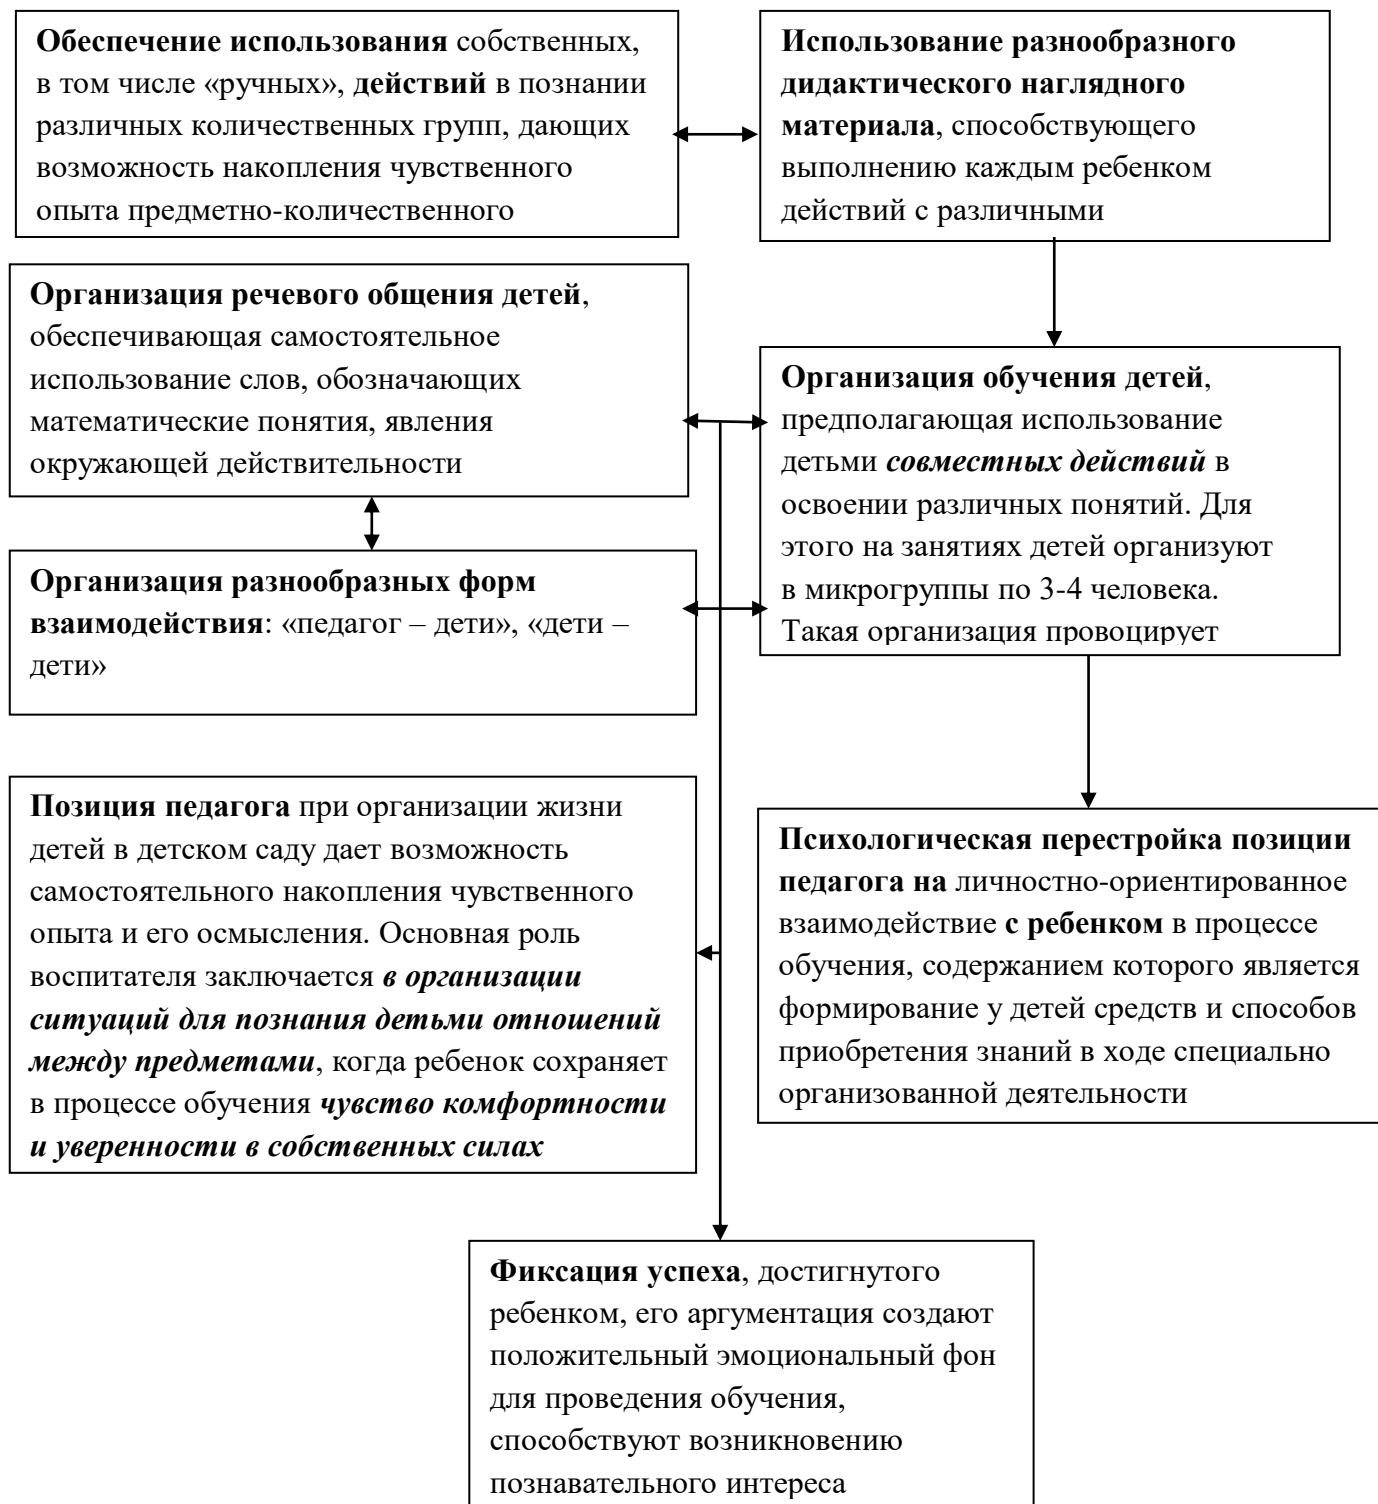 Обеспечение использования собственных,
в том числе «ручных», действий в познании
различных количественных групп, дающих
возможность накопления чувственного
опыта предметно-количественного
Использование разнообразного
дидактического наглядного
материала, способствующего
выполнению каждым ребенком
действий с различными
Организация речевого общения детей,
обеспечивающая самостоятельное
использование слов, обозначающих
математические понятия, явления
окружающей действительности
Организация обучения детей,
предполагающая использование
детьми совместных действий в
освоении различных понятий. Для
этого на занятиях детей организуют
в микрогруппы по 3-4 человека.
Такая организация провоцирует
Организация разнообразных форм
взаимодействия: «педагог – дети», «дети –
дети»
Позиция педагога при организации жизни
детей в детском саду дает возможность
самостоятельного накопления чувственного
опыта и его осмысления. Основная роль
воспитателя заключается в организации
ситуаций для познания детьми отношений
между предметами, когда ребенок сохраняет
в процессе обучения чувство комфортности
и уверенности в собственных силах
Психологическая перестройка позиции
педагога на личностно-ориентированное
взаимодействие с ребенком в процессе
обучения, содержанием которого является
формирование у детей средств и способов
приобретения знаний в ходе специально
организованной деятельности
Фиксация успеха, достигнутого
ребенком, его аргументация создают
положительный эмоциональный фон
для проведения обучения,
способствуют возникновению
познавательного интереса